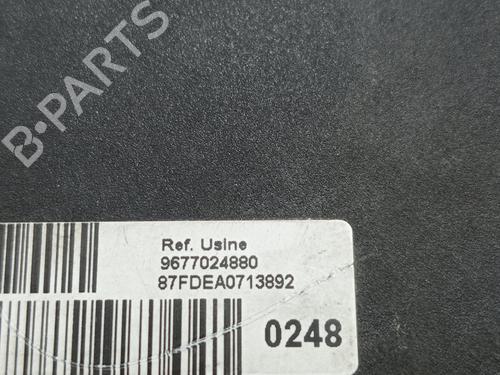 B-PARTS
Ref. Usine
9677024880
87FDEA0713892
0248